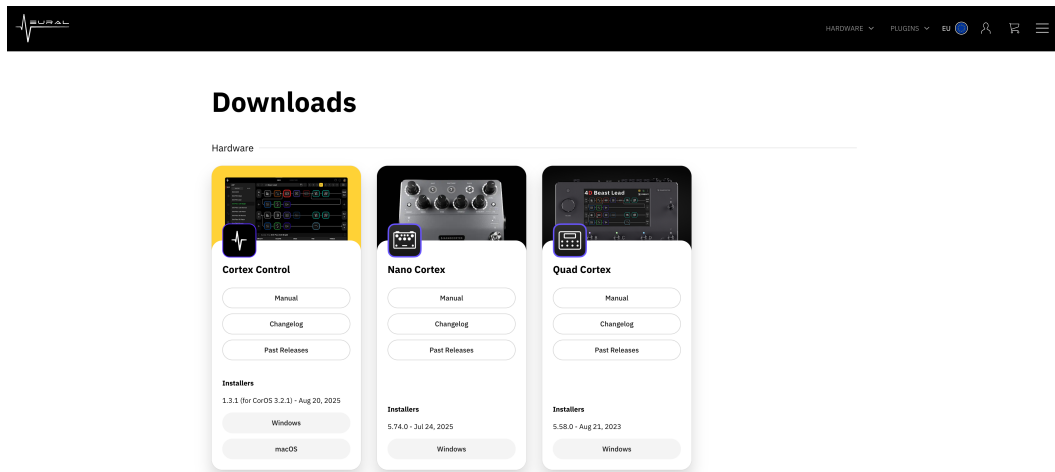 EURAL
HARDWARE
PLUGINS
EU
Downloads
Hardware
4D Beast Lead
Cortex Control
Manual
Changelog
Past Releases
Installers
1.3.1 (for CorOS 3.2.1) - Aug 20, 2025
Windows
macOS
Nano Cortex
Manual
Changelog
Past Releases
Installers
5.74.0 - Jul 24, 2025
Windows
Quad Cortex
Manual
Changelog
Past Releases
Installers
5.58.0 - Aug 21, 2023
Windows